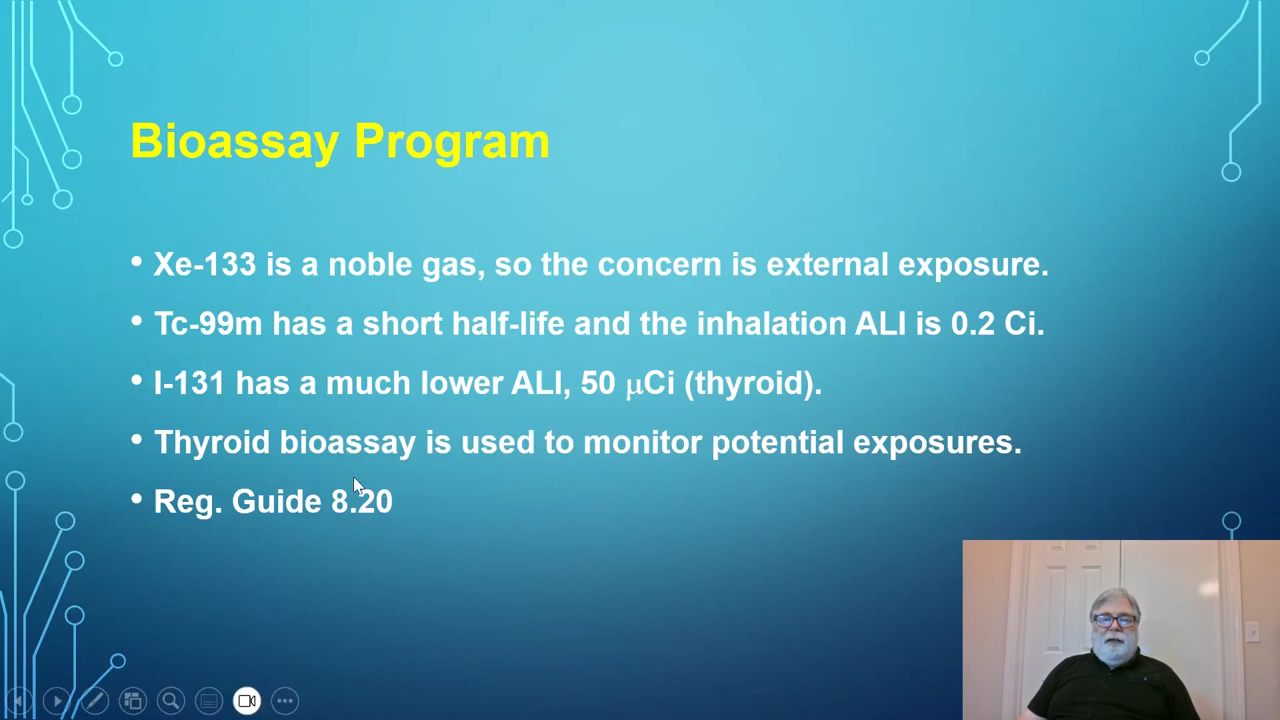 Bioassay Program
• Xe-133 is a noble gas, so the concern is external exposure.
• Tc-99m has a short half-life and the inhalation ALI is 0.2 Ci.
• I-131 has a much lower ALI, 50 μCi (thyroid).
• Thyroid bioassay is used to monitor potential exposures.
• Reg. Guide 8.20